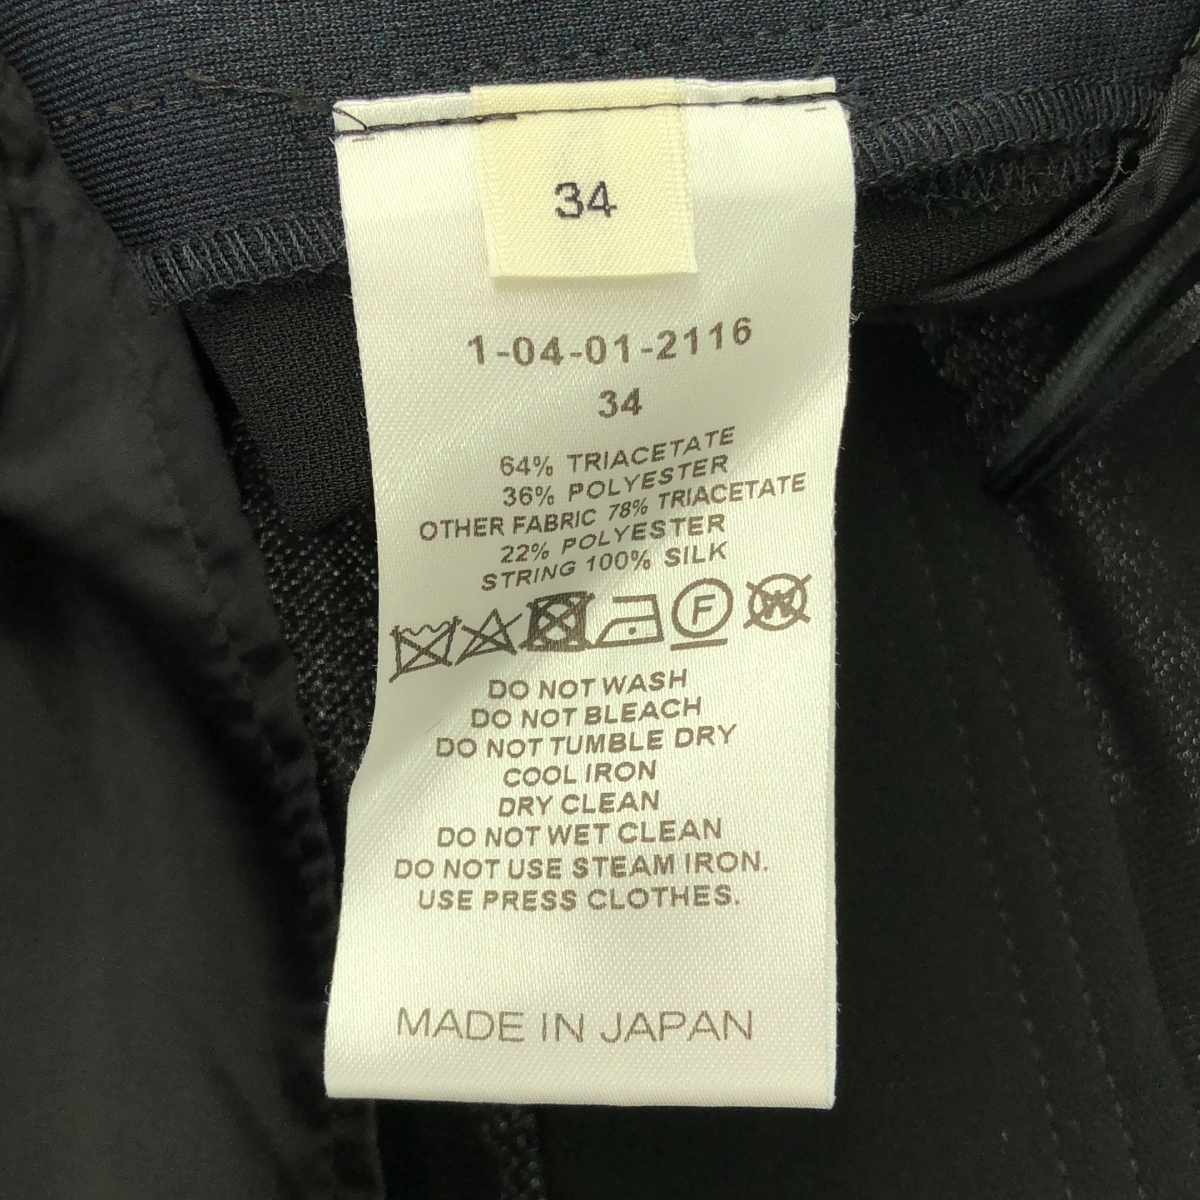 34
1-04-01-2116
34
64% TRIACETATE
36% POLYESTER
OTHER FABRIC 78% TRIACETATE
22% POLYESTER
STRING 100% SILK
F W
DO NOT WASH
DO NOT BLEACH
DO NOT TUMBLE DRY
COOL IRON
DRY CLEAN
DO NOT WET CLEAN
DO NOT USE STEAM IRON.
USE PRESS CLOTHES.
MADE IN JAPAN